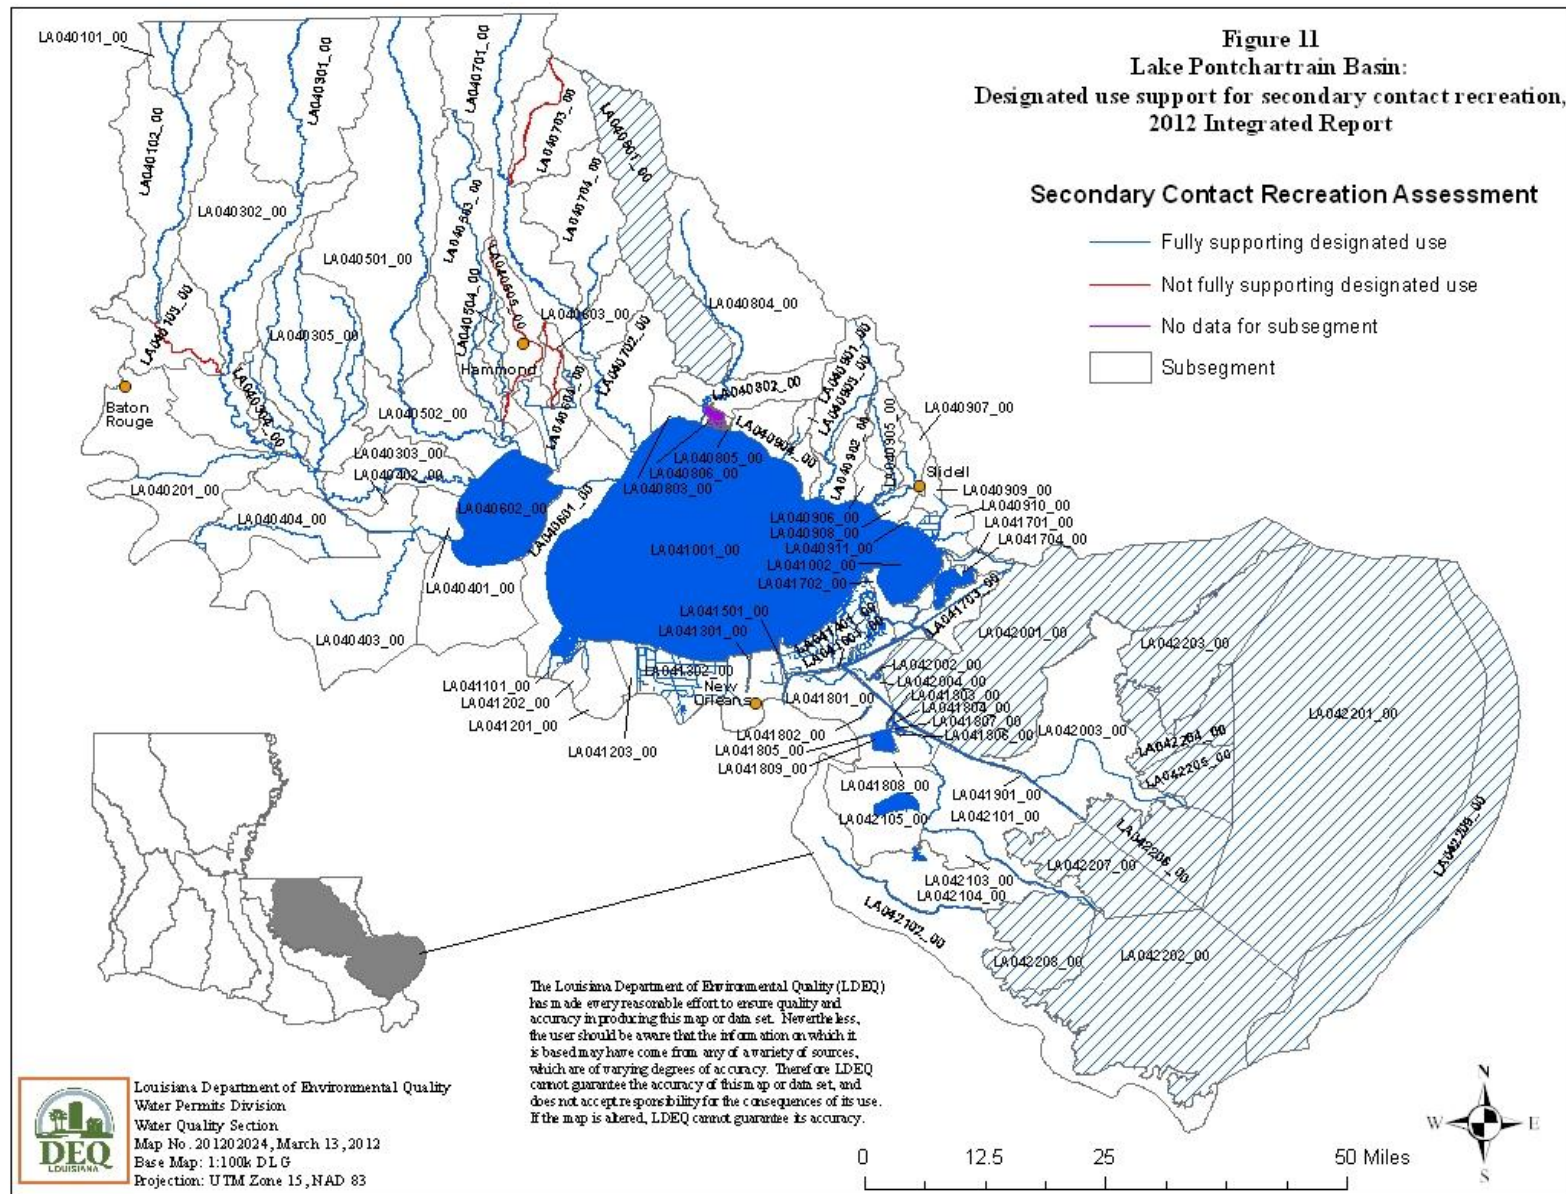 Figure 11
Lake Pontchartrain Basin:
Designated use support for secondary contact recreation,
2012 Integrated Report
Secondary Contact Recreation Assessment
Fully supporting designated use
Not fully supporting designated use
No data for subsegment
Subsegment
LA040101_00
LA040301_00
LA040701_00
LA040102_00
LA040703_00
LA040302_00
LA040704_00
LA040501_00
LA040503_00
LA040804_00
LA040103_00
LA040305_00
LA040504_00
LA040505_00
LA040603_00
LA040702_00
Hammond
Baton
Rouge
LA040304_00
LA040502_00
LA040604_00
LA040802_00
LA040901_00
LA040903_00
LA040907_00
LA040303_00
LA040402_00
LA040805_00
LA040806_00
LA040803_00
LA040904_00
LA040902_00
LA040905_00
Slidell
LA040201_00
LA040404_00
LA040602_00
LA040601_00
LA040909_00
LA040910_00
LA041701_00
LA041704_00
LA040906_00
LA040908_00
LA040911_00
LA041001_00
LA041002_00
LA041702_00
LA040401_00
LA040403_00
LA041501_00
LA041301_00
LA041401_00
LA041703_00
LA042001_00
LA042203_00
LA041302_00
New
Orleans
LA041101_00
LA041202_00
LA041201_00
LA041203_00
LA041801_00
LA042002_00
LA042004_00
LA041803_00
LA041804_00
LA041807_00
LA041806_00
LA041802_00
LA041805_00
LA041809_00
LA042003_00
LA042204_00
LA042205_00
LA042201_00
LA041808_00
LA041901_00
LA042105_00
LA042101_00
LA042206_00
LA042207_00
LA042209_00
LA042103_00
LA042104_00
LA042102_00
LA042208_00
LA042202_00
The Louisiana Department of Environmental Quality (LDEQ)
has made every reasonable effort to ensure quality and
accuracy in producing this map or data set. Nevertheless,
the user should be aware that the information on which it
is based may have come from any of a variety of sources,
which are of varying degrees of accuracy. Therefore LDEQ
cannot guarantee the accuracy of this map or data set, and
does not accept responsibility for the consequences of its use.
If the map is altered, LDEQ cannot guarantee its accuracy.
DEQ
LOUISIANA
Louisiana Department of Environmental Quality
Water Permits Division
Water Quality Section
Map No. 201202024, March 13, 2012
Base Map: 1:100k DLG
Projection: UTM Zone 15, NAD 83
N
W
E
S
0 12.5 25 50 Miles